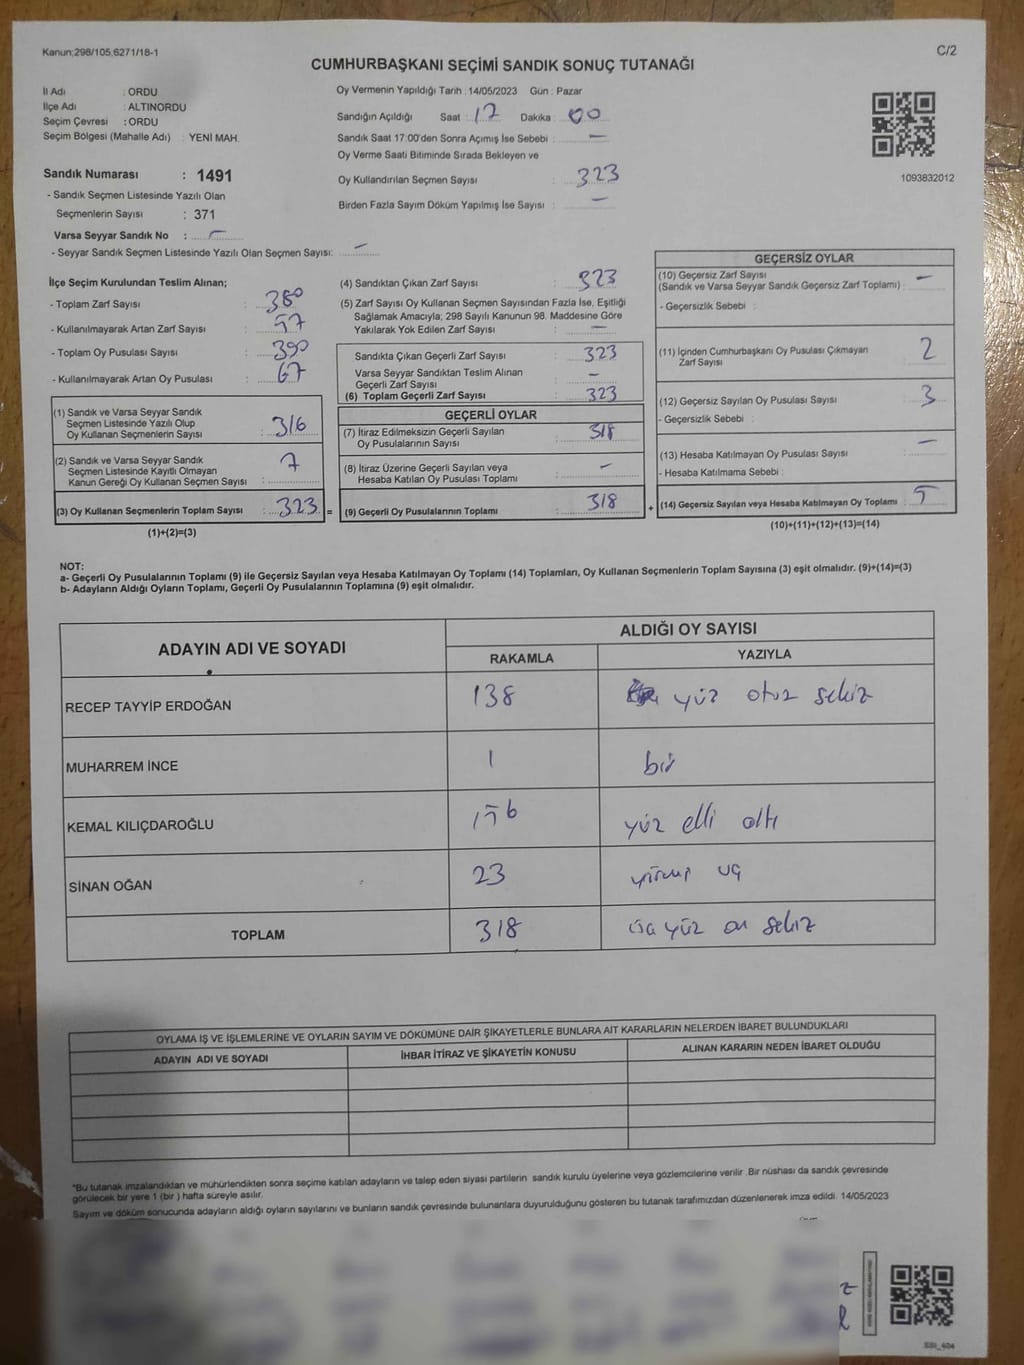 Kanun;298/105,6271/18-1
C/2
CUMHURBAŞKANI SEÇİMİ SANDIK SONUÇ TUTANAĞI
İl Adı : ORDU
İlçe Adı : ALTINORDU
Seçim Çevresi : ORDU
Seçim Bölgesi (Mahalle Adı) : YENİ MAH.
Sandık Numarası : 1491
- Sandık Seçmen Listesinde Yazılı Olan
Seçmenlerin Sayısı : 371
Varsa Seyyar Sandık No : -
- Seyyar Sandık Seçmen Listesinde Yazılı Olan Seçmen Sayısı: -
Oy Vermenin Yapıldığı Tarih : 14/05/2023 Gün : Pazar
Sandığın Açıldığı Saat : 17 Dakika : 00
Sandık Saat 17:00'den Sonra Açımış İse Sebebi : -
Oy Verme Saati Bitiminde Sırada Bekleyen ve
Oy Kullandırılan Seçmen Sayısı : 323
Birden Fazla Sayım Döküm Yapılmış İse Sayısı : -
1093832012
İlçe Seçim Kurulundan Teslim Alınan;
- Toplam Zarf Sayısı : 380
- Kullanılmayarak Artan Zarf Sayısı : 57
- Toplam Oy Pusulası Sayısı : 390
- Kullanılmayarak Artan Oy Pusulası : 67
(1) Sandık ve Varsa Seyyar Sandık
Seçmen Listesinde Yazılı Olup
Oy Kullanan Seçmenlerin Sayısı : 316
(2) Sandık ve Varsa Seyyar Sandık
Seçmen Listesinde Kayıtlı Olmayan
Kanun Gereği Oy Kullanan Seçmen Sayısı : 7
(3) Oy Kullanan Seçmenlerin Toplam Sayısı : 323 =
(1)+(2)=(3)
(4) Sandıktan Çıkan Zarf Sayısı : 323
(5) Zarf Sayısı Oy Kullanan Seçmen Sayısından Fazla İse, Eşitliği
Sağlamak Amacıyla; 298 Sayılı Kanunun 98. Maddesine Göre
Yakılarak Yok Edilen Zarf Sayısı : -
Sandıkta Çıkan Geçerli Zarf Sayısı : 323
Varsa Seyyar Sandıktan Teslim Alınan
Geçerli Zarf Sayısı : -
(6) Toplam Geçerli Zarf Sayısı : 323
GEÇERLİ OYLAR
(7) İtiraz Edilmeksizin Geçerli Sayılan
Oy Pusulalarının Sayısı : 318
(8) İtiraz Üzerine Geçerli Sayılan veya
Hesaba Katılan Oy Pusulası Toplamı : -
(9) Geçerli Oy Pusulalarının Toplamı : 318 +
GEÇERSİZ OYLAR
(10) Geçersiz Zarf Sayısı
(Sandık ve Varsa Seyyar Sandık Geçersiz Zarf Toplamı) : -
- Geçersizlik Sebebi :
(11) İçinden Cumhurbaşkanı Oy Pusulası Çıkmayan
Zarf Sayısı : 2
(12) Geçersiz Sayılan Oy Pusulası Sayısı : 3
- Geçersizlik Sebebi :
(13) Hesaba Katılmayan Oy Pusulası Sayısı : -
- Hesaba Katılmama Sebebi :
(14) Geçersiz Sayılan veya Hesaba Katılmayan Oy Toplamı : 5
(10)+(11)+(12)+(13)=(14)
NOT:
a- Geçerli Oy Pusulalarının Toplamı (9) ile Geçersiz Sayılan veya Hesaba Katılmayan Oy Toplamı (14) Toplamları, Oy Kullanan Seçmenlerin Toplam Sayısına (3) eşit olmalıdır. (9)+(14)=(3)
b- Adayların Aldığı Oyların Toplamı, Geçerli Oy Pusulalarının Toplamına (9) eşit olmalıdır.
ADAYIN ADI VE SOYADI
ALDIĞI OY SAYISI
RAKAMLA YAZIYLA
RECEP TAYYİP ERDOĞAN 138 yüz otuz sekiz
MUHARREM İNCE 1 bir
KEMAL KILIÇDAROĞLU 156 yüz elli altı
SİNAN OĞAN 23 yirmi üç
TOPLAM 318 üç yüz on sekiz
OYLAMA İŞ VE İŞLEMLERİNE VE OYLARIN SAYIM VE DÖKÜMÜNE DAİR ŞİKAYETLERLE BUNLARA AİT KARARLARIN NELERDEN İBARET BULUNDUKLARI
ADAYIN ADI VE SOYADI İHBAR İTİRAZ VE ŞİKAYETİN KONUSU ALINAN KARARIN NEDEN İBARET OLDUĞU
*Bu tutanak imzalandıktan ve mühürlendikten sonra seçime katılan adayların ve talep eden siyasi partilerin sandık kurulu üyelerine veya gözlemcilerine verilir. Bir nüshası da sandık çevresinde
görülecek bir yere 1 (bir ) hafta süreyle asılır.
Sayım ve döküm sonucunda adayların aldığı oyların sayılarını ve bunların sandık çevresinde bulunanlara duyurulduğunu gösteren bu tutanak tarafımızdan düzenlenerek imza edildi. 14/05/2023